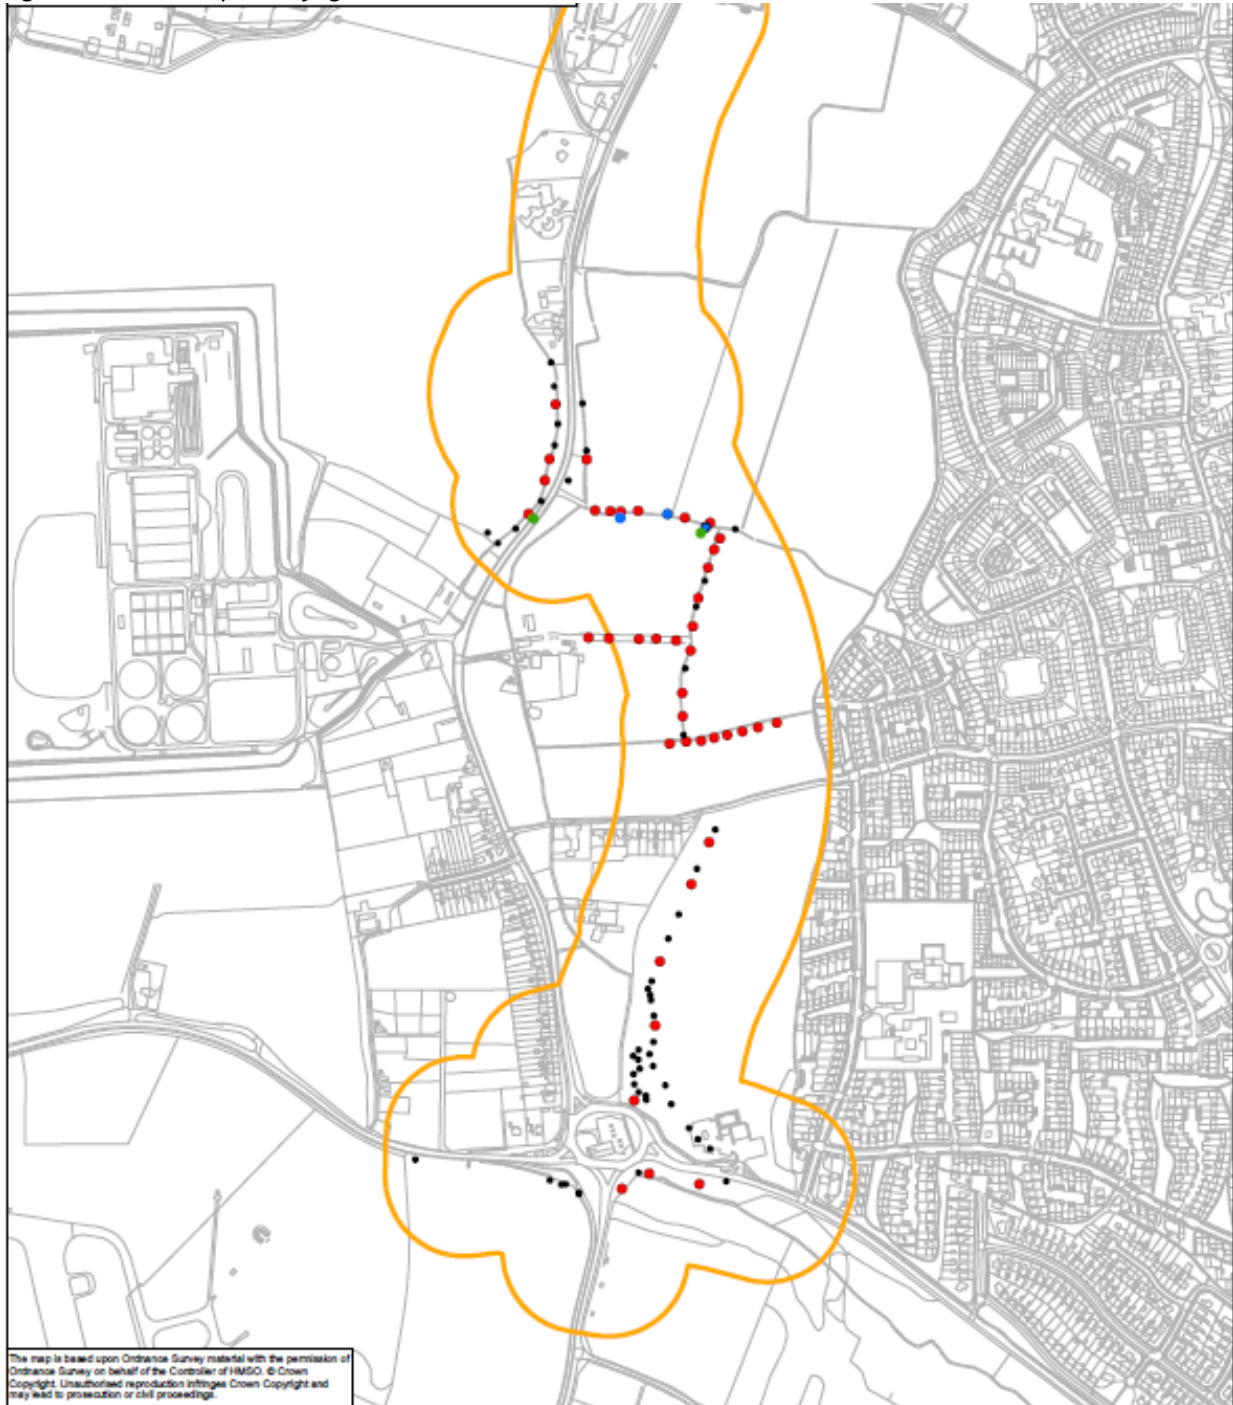 The map is based upon Ordnance Survey material with the permission of
Ordnance Survey on behalf of the Controller of HMSO. © Crown
Copyright. Unauthorised reproduction infringes Crown Copyright and
may lead to prosecution or civil proceedings.